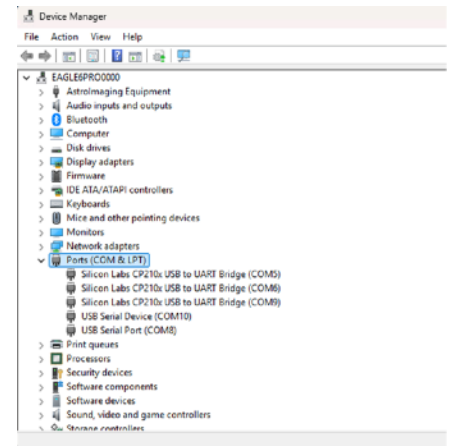 Device Manager
File Action View Help
EAGLE6PRO0000
AstroImaging Equipment
Audio inputs and outputs
Bluetooth
Computer
Disk drives
Display adapters
Firmware
IDE ATA/ATAPI controllers
Keyboards
Mice and other pointing devices
Monitors
Network adapters
Ports (COM & LPT)
Silicon Labs CP210x USB to UART Bridge (COM5)
Silicon Labs CP210x USB to UART Bridge (COM6)
Silicon Labs CP210x USB to UART Bridge (COM9)
USB Serial Device (COM10)
USB Serial Port (COM8)
Print queues
Processors
Security devices
Software components
Software devices
Sound, video and game controllers
Storage controllers